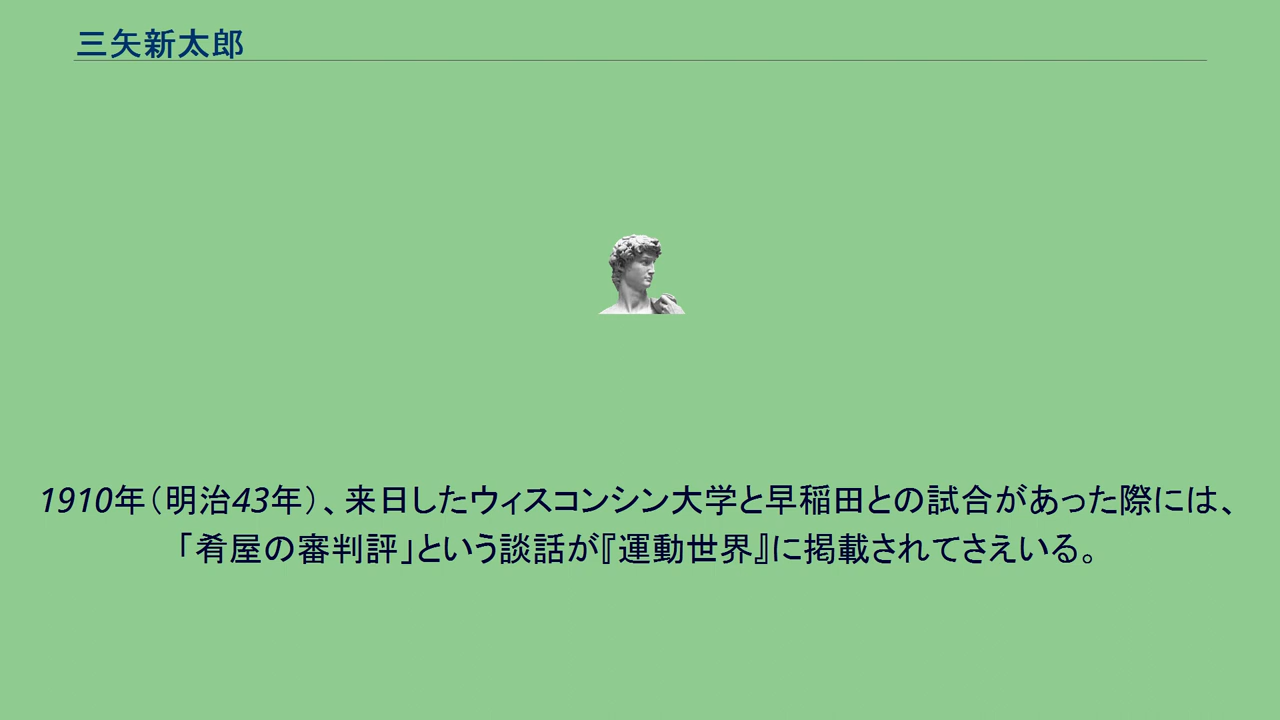 三矢新太郎
1910年（明治43年）、来日したウィスコンシン大学と早稲田との試合があった際には、
「肴屋の審判評」という談話が『運動世界』に掲載されてさえいる。